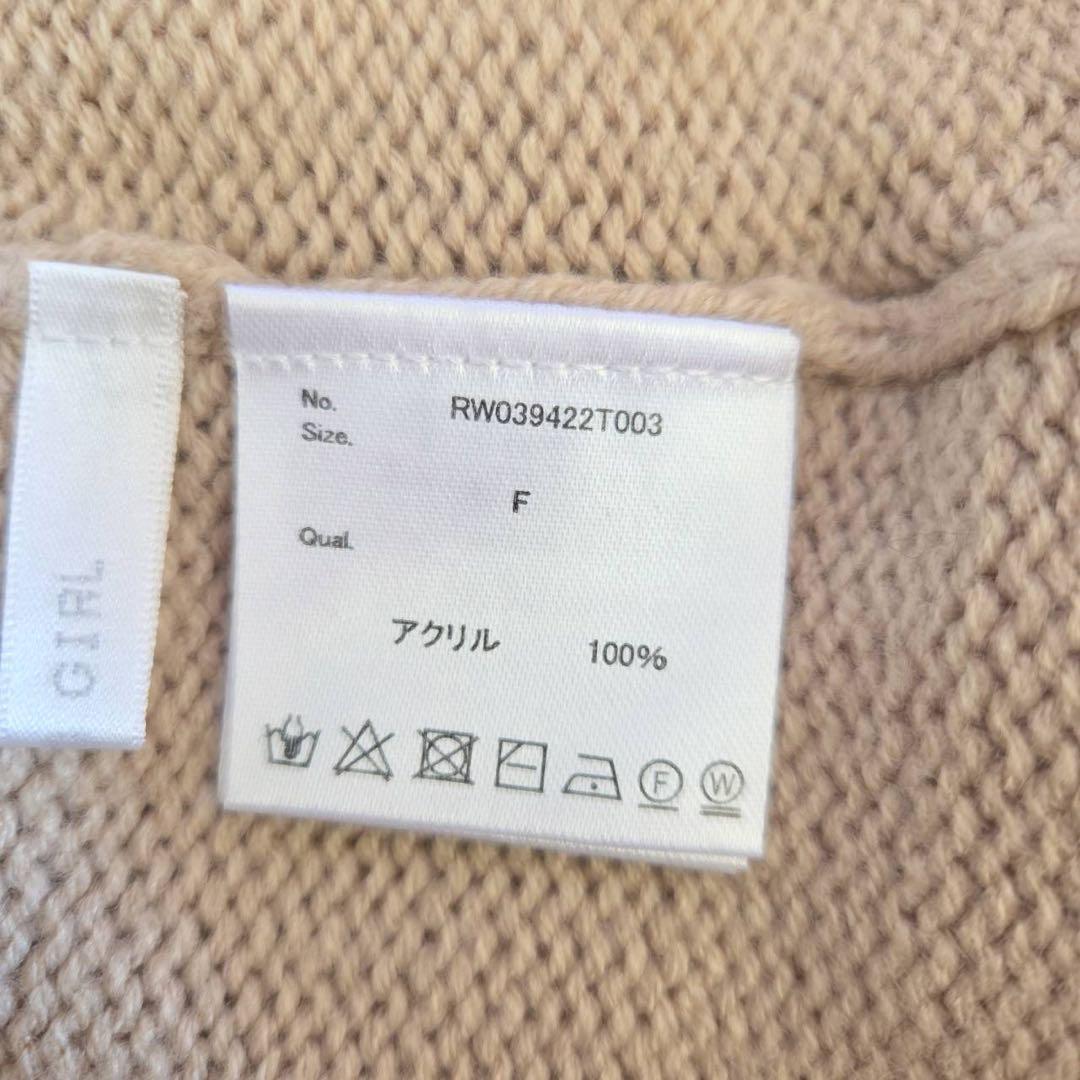 GIRL
No. RW039422T003
Size.
F
Qual.
アクリル 100%
F W